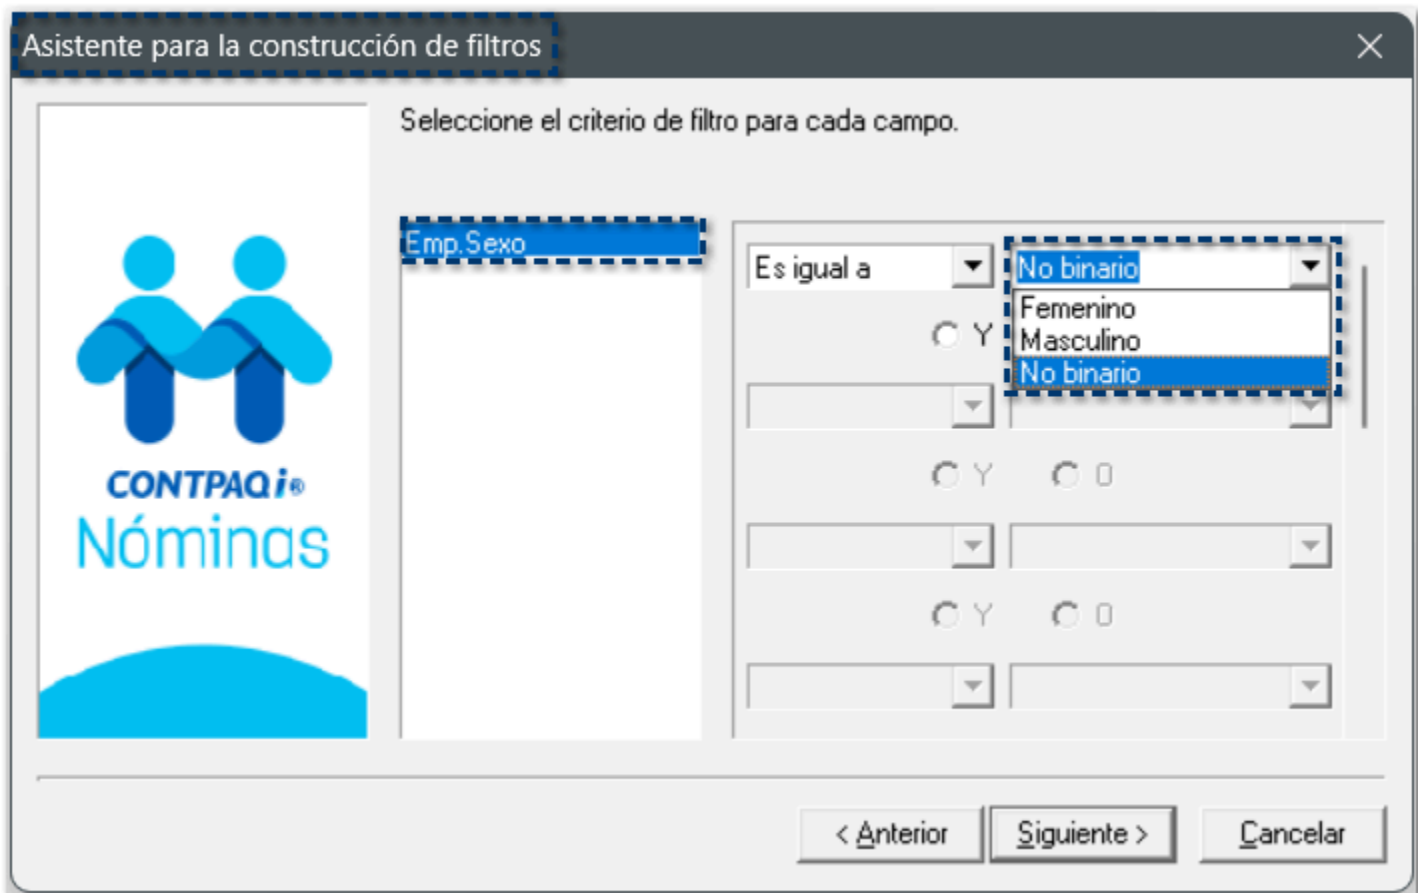 Asistente para la construcción de filtros
Seleccione el criterio de filtro para cada campo.
Emp.Sexo
Es igual a
No binario
Femenino
Y
Masculino
No binario
Y O
Y O
CONTPAQi®
Nóminas
< Anterior
Siguiente >
Cancelar